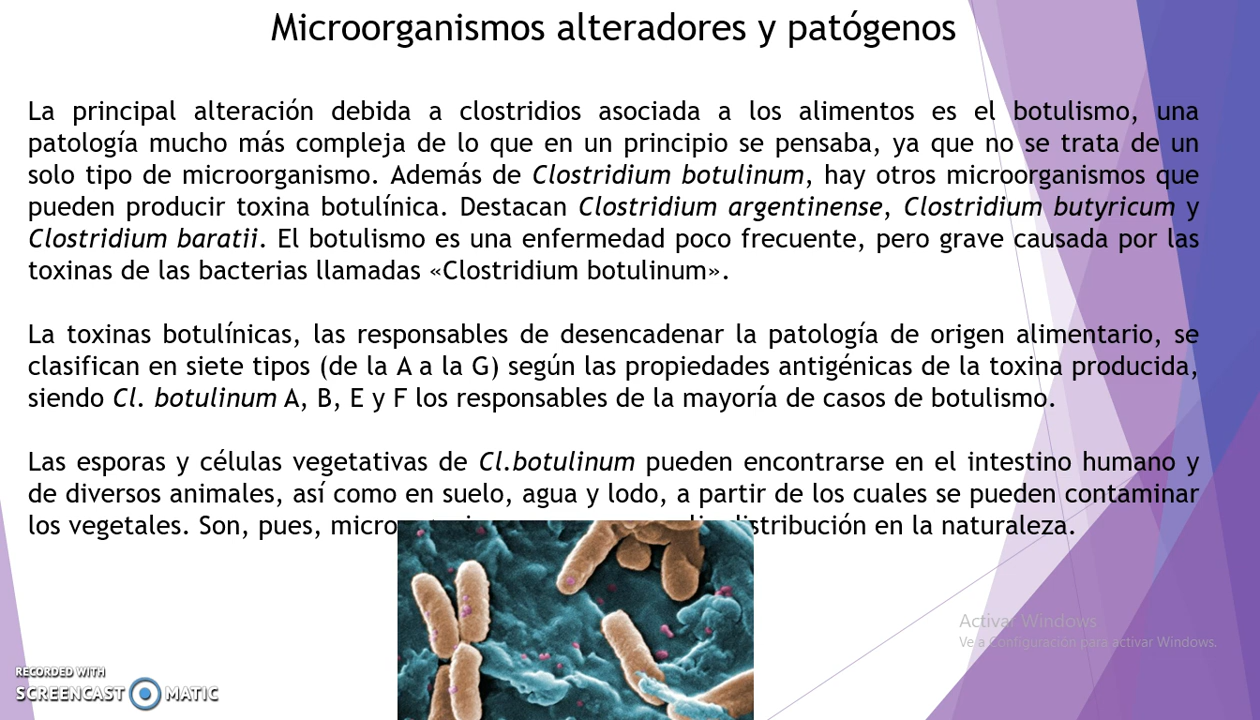 Microorganismos alteradores y patógenos
La principal alteración debida a clostridios asociada a los alimentos es el botulismo, una
patología mucho más compleja de lo que en un principio se pensaba, ya que no se trata de un
solo tipo de microorganismo. Además de Clostridium botulinum, hay otros microorganismos que
pueden producir toxina botulínica. Destacan Clostridium argentinense, Clostridium butyricum y
Clostridium baratii. El botulismo es una enfermedad poco frecuente, pero grave causada por las
toxinas de las bacterias llamadas «Clostridium botulinum».
La toxinas botulínicas, las responsables de desencadenar la patología de origen alimentario, se
clasifican en siete tipos (de la A a la G) según las propiedades antigénicas de la toxina producida,
siendo Cl. botulinum A, B, E y F los responsables de la mayoría de casos de botulismo.
Las esporas y células vegetativas de Cl.botulinum pueden encontrarse en el intestino humano y
de diversos animales, así como en suelo, agua y lodo, a partir de los cuales se pueden contaminar
los vegetales. Son, pues, en la naturaleza.
Activar Windows
Ve a Configuración para activar Windows.
RECORDED WITH
SCREENCAST MATIC